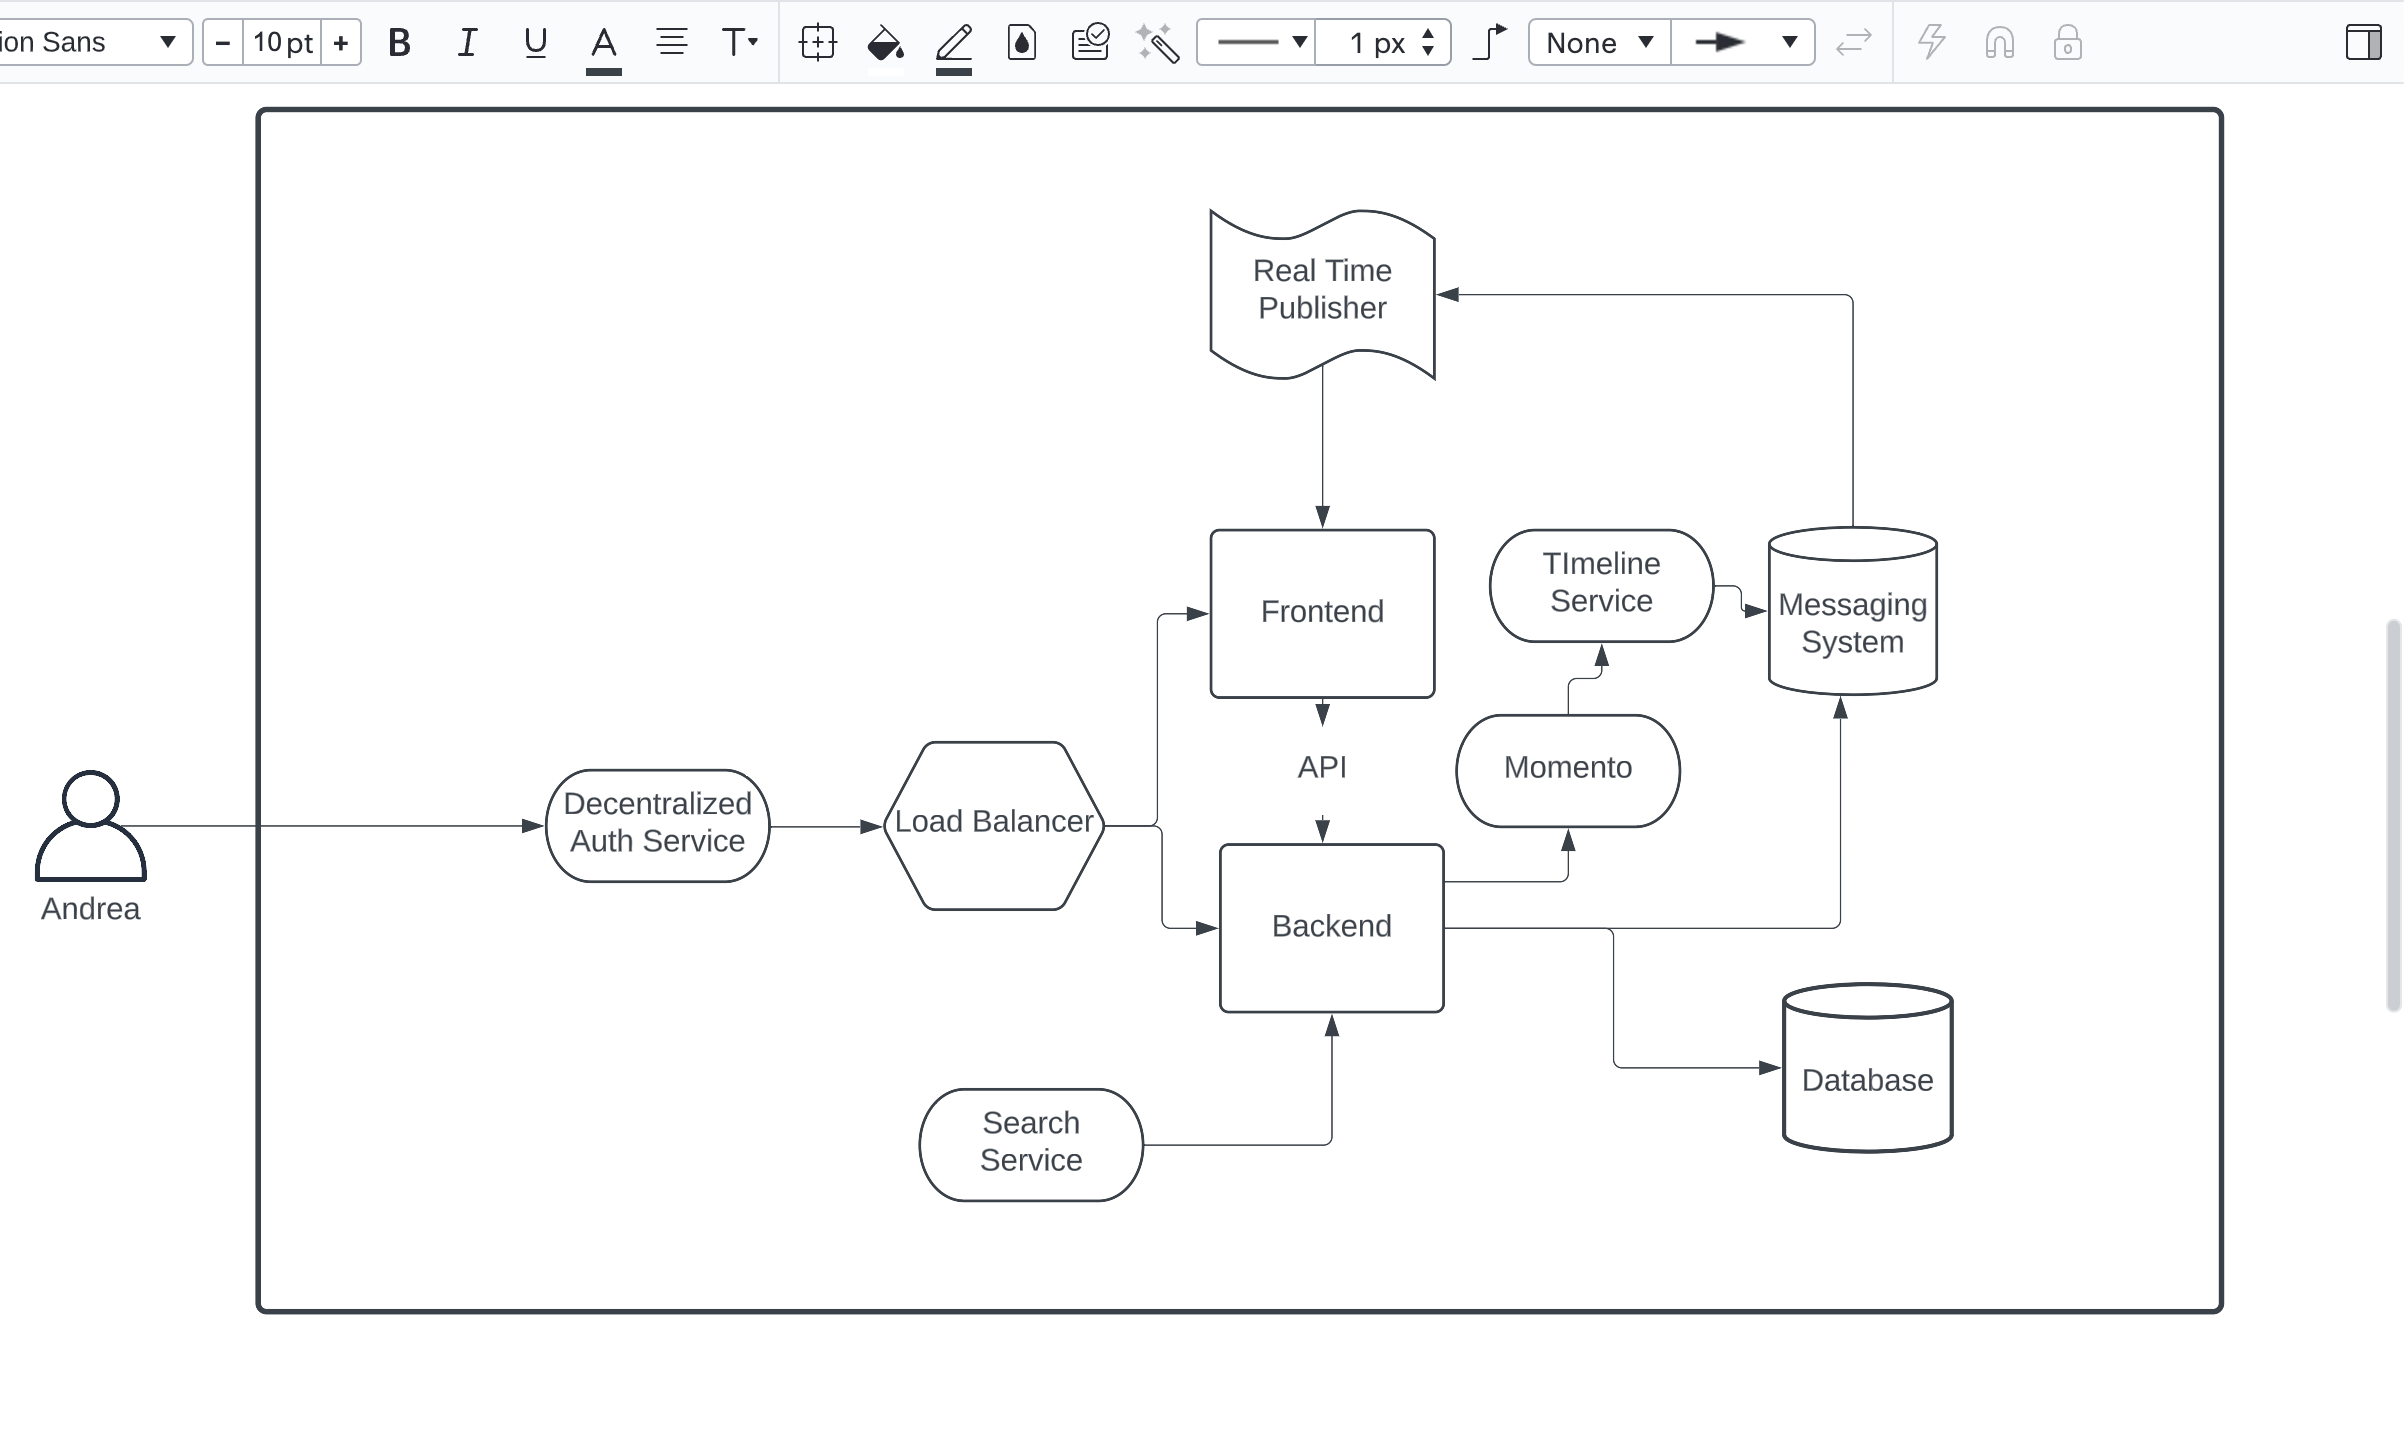 ion Sans
10 pt
B
I
U
A
T
1 px
None
Real Time
Publisher
Frontend
TImeline
Service
Messaging
System
API
Momento
Decentralized
Auth Service
Load Balancer
Andrea
Backend
Database
Search
Service